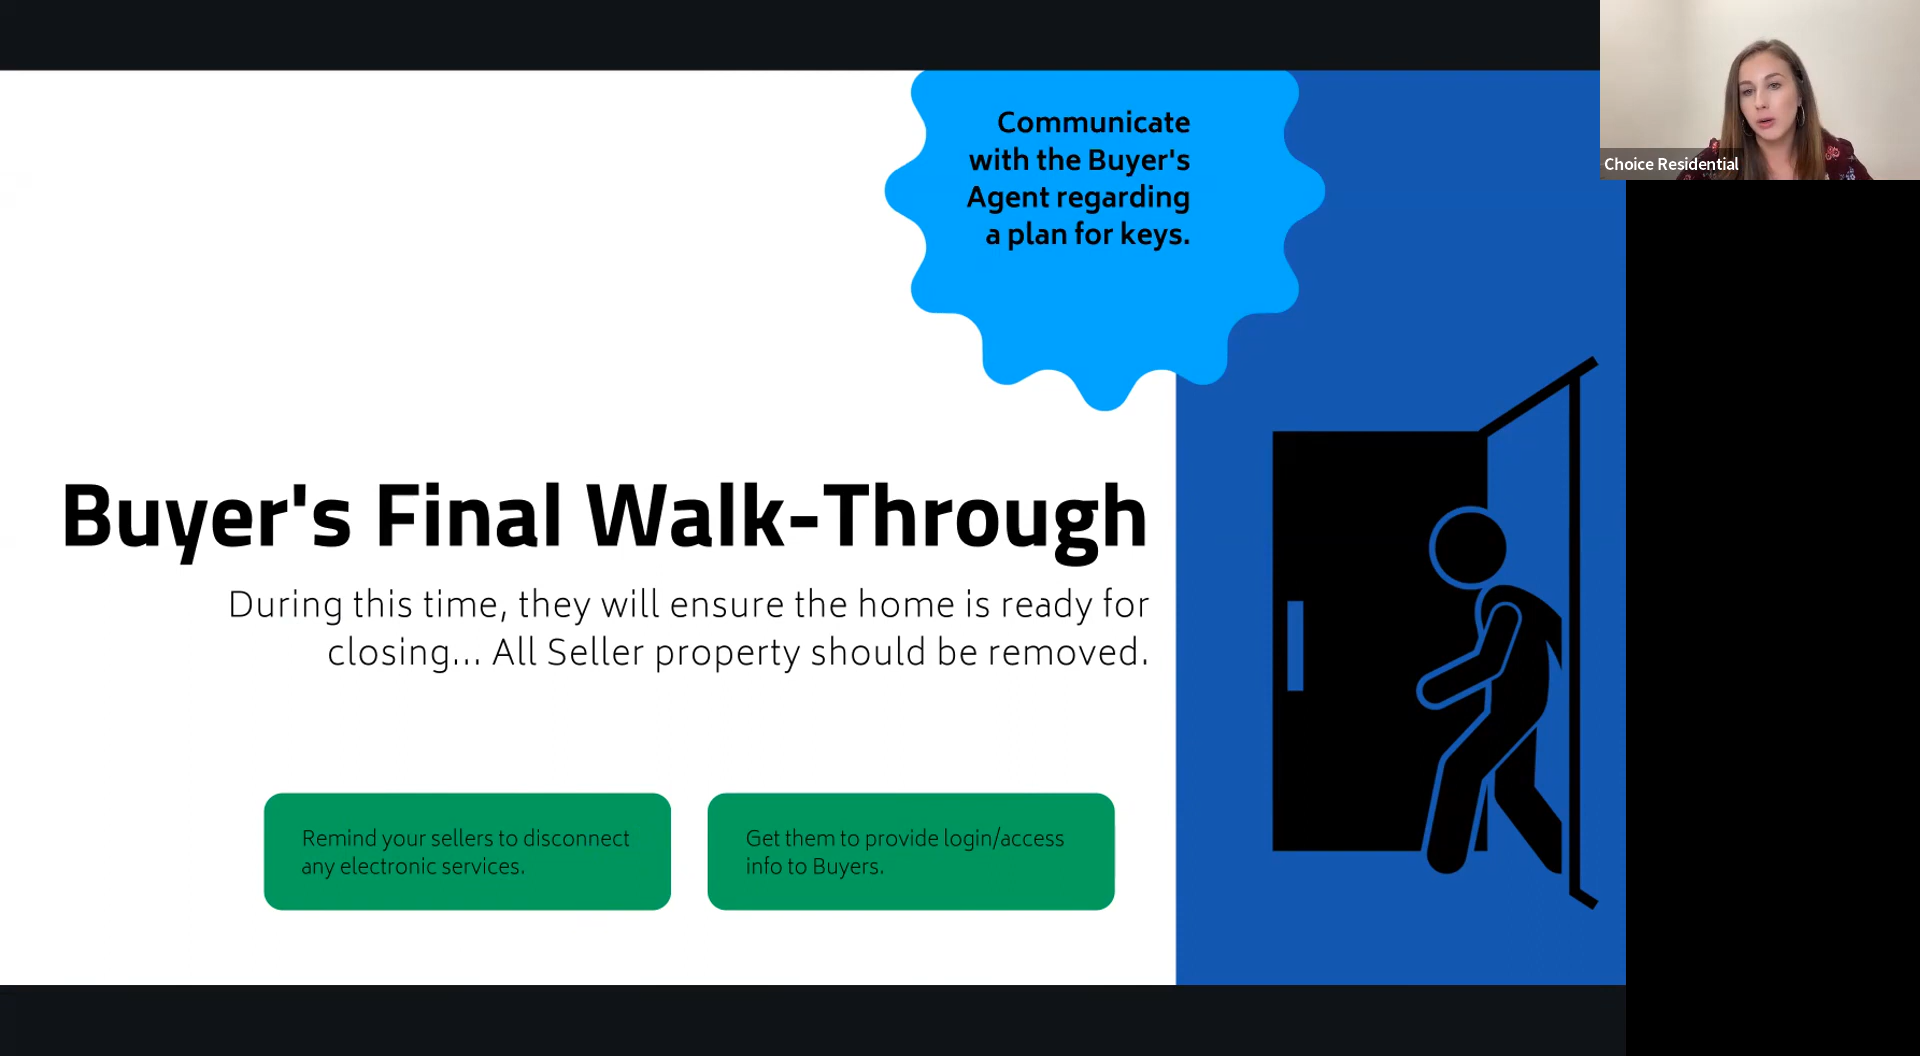 Communicate
with the Buyer's
Agent regarding
a plan for keys.
Choice Residential
Buyer's Final Walk-Through
During this time, they will ensure the home is ready for
closing... All Seller property should be removed.
Remind your sellers to disconnect
any electronic services.
Get them to provide login/access
info to Buyers.